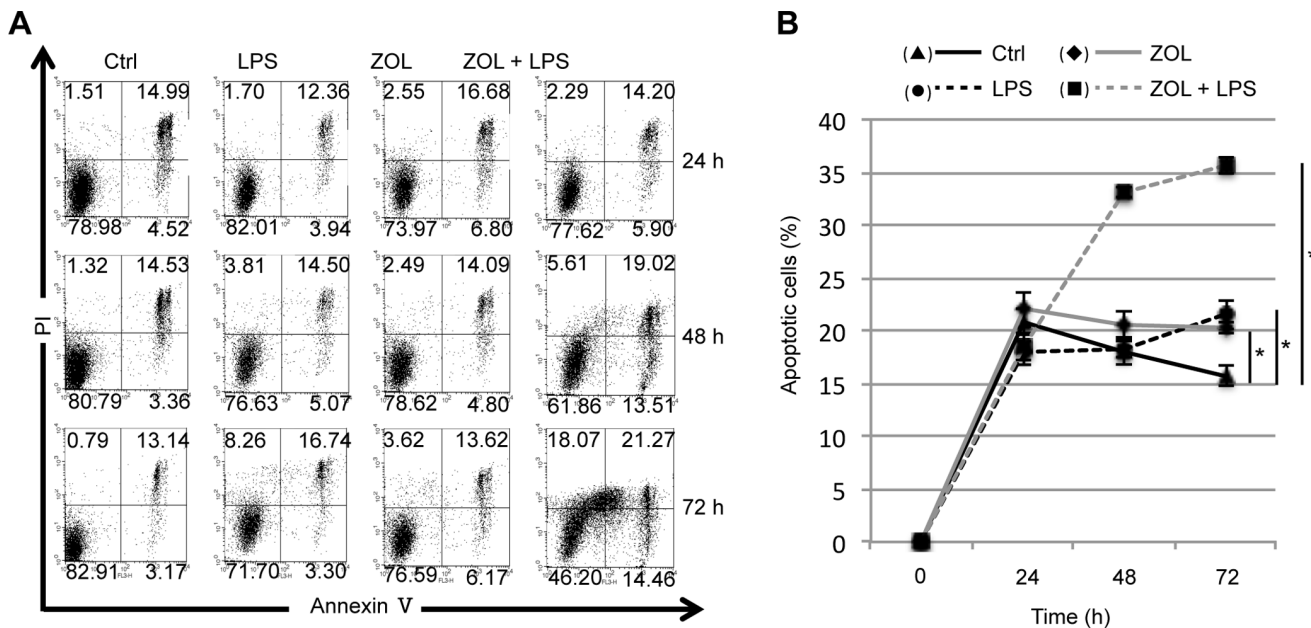 A
Ctrl LPS ZOL ZOL + LPS
1.51 14.99 1.70 12.36 2.55 16.68 2.29 14.20
24 h
78.98 4.52 82.01 3.94 73.97 6.80 77.62 5.90
1.32 14.53 3.81 14.50 2.49 14.09 5.61 19.02
PI
48 h
80.79 3.36 76.63 5.07 78.62 4.80 61.86 13.51
0.79 13.14 8.26 16.74 3.62 13.62 18.07 21.27
72 h
82.91 3.17 71.70 3.30 76.59 6.17 46.20 14.46
Annexin V
B
(▲) Ctrl (◆) ZOL
(●) LPS (■) ZOL + LPS
Apoptotic cells (%)
40
35
30
25
20
15
10
5
0
* * *
0 24 48 72
Time (h)